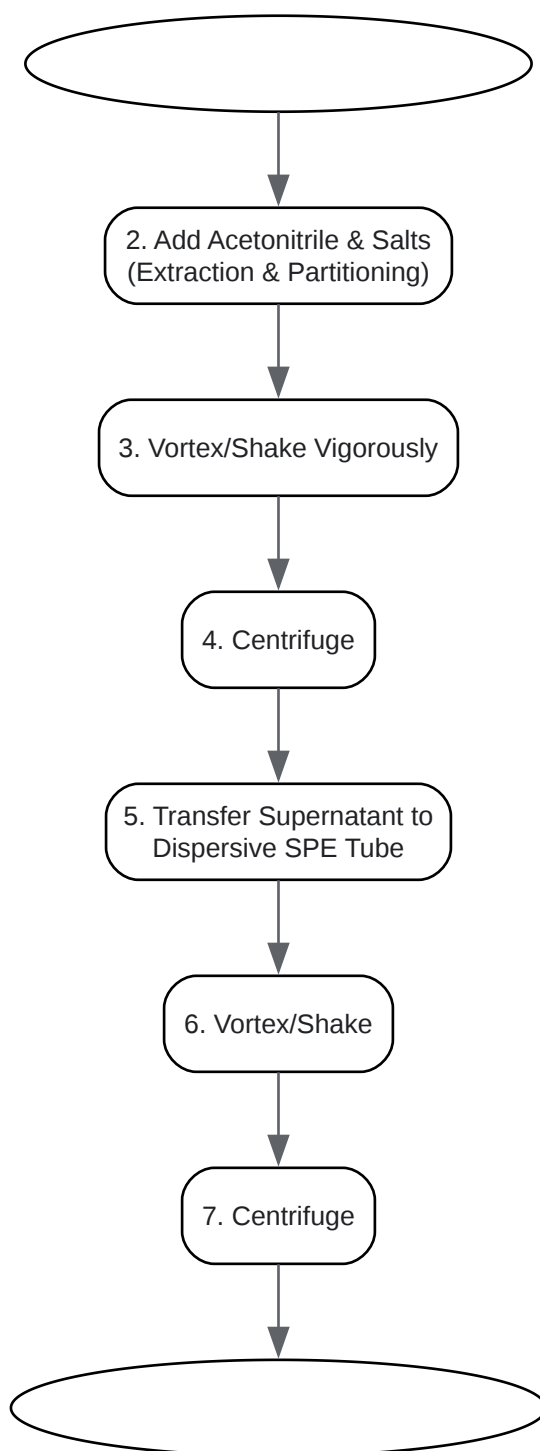 2. Add Acetonitrile & Salts
(Extraction & Partitioning)
3. Vortex/Shake Vigorously
4. Centrifuge
5. Transfer Supernatant to
Dispersive SPE Tube
6. Vortex/Shake
7. Centrifuge